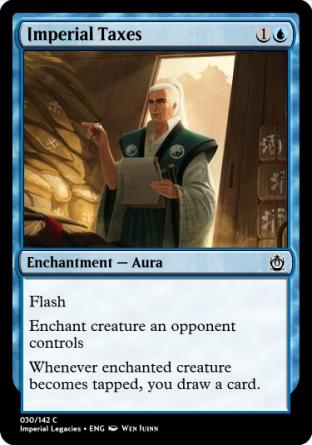 Imperial Taxes 1
Enchantment — Aura
Flash
Enchant creature an opponent
controls
Whenever enchanted creature
becomes tapped, you draw a card.
030/142 C
Imperial Legacies • ENG Wen Juinn